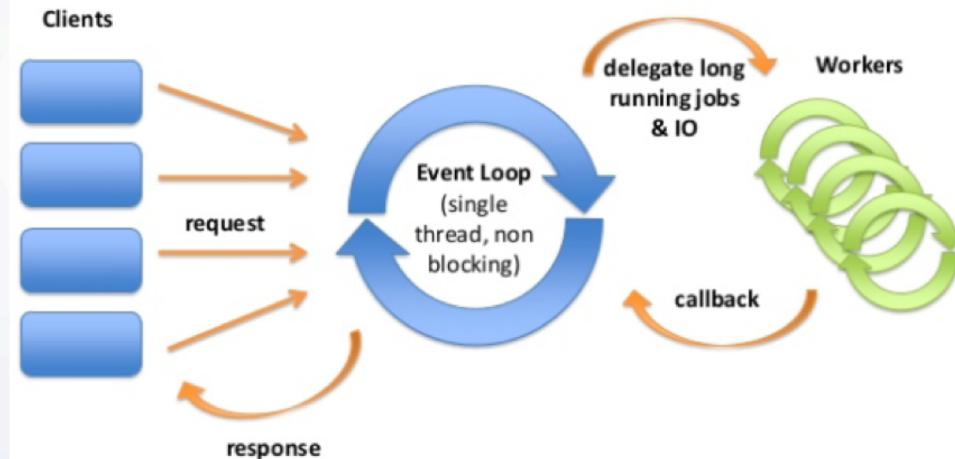 Clients
request
response
Event Loop
(single
thread, non
blocking)
delegate long
running jobs
& IO
Workers
callback